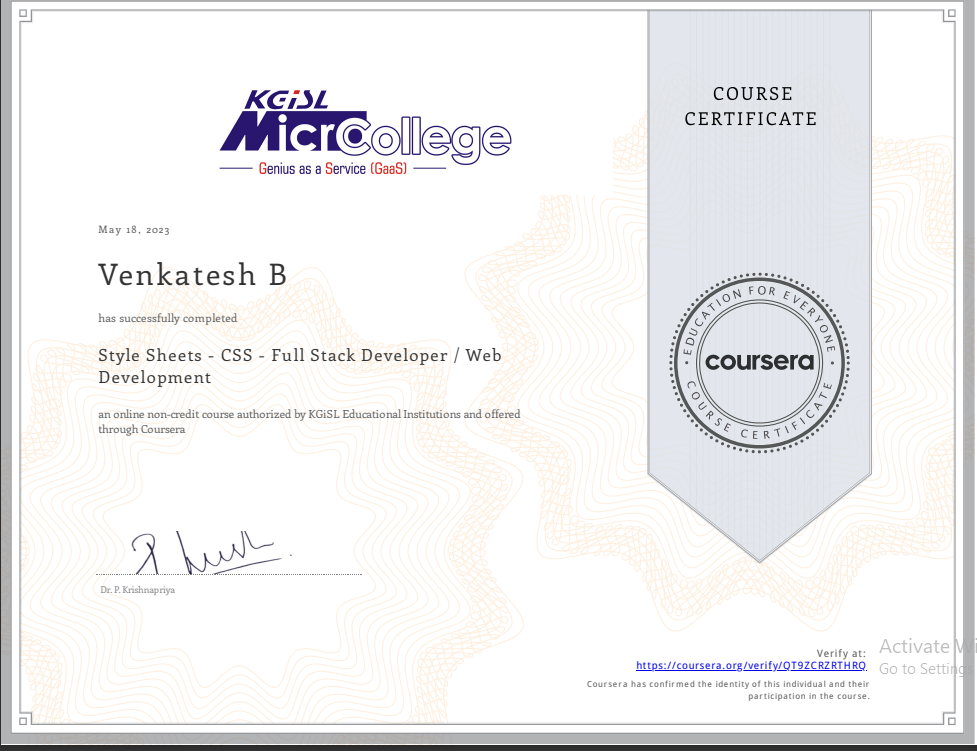 KGiSL
MicroCollege
Genius as a Service (GaaS)
COURSE
CERTIFICATE
May 18, 2023
Venkatesh B
has successfully completed
Style Sheets - CSS - Full Stack Developer / Web
Development
an online non-credit course authorized by KGiSL Educational Institutions and offered
through Coursera
EDUCATION FOR EVERYONE
coursera
COURSE CERTIFICATE
Dr. P. Krishnapriya
Verify at:
https://coursera.org/verify/QT9ZCRZRTHRQ
Coursera has confirmed the identity of this individual and their
participation in the course.
Activate Wi
Go to Settings